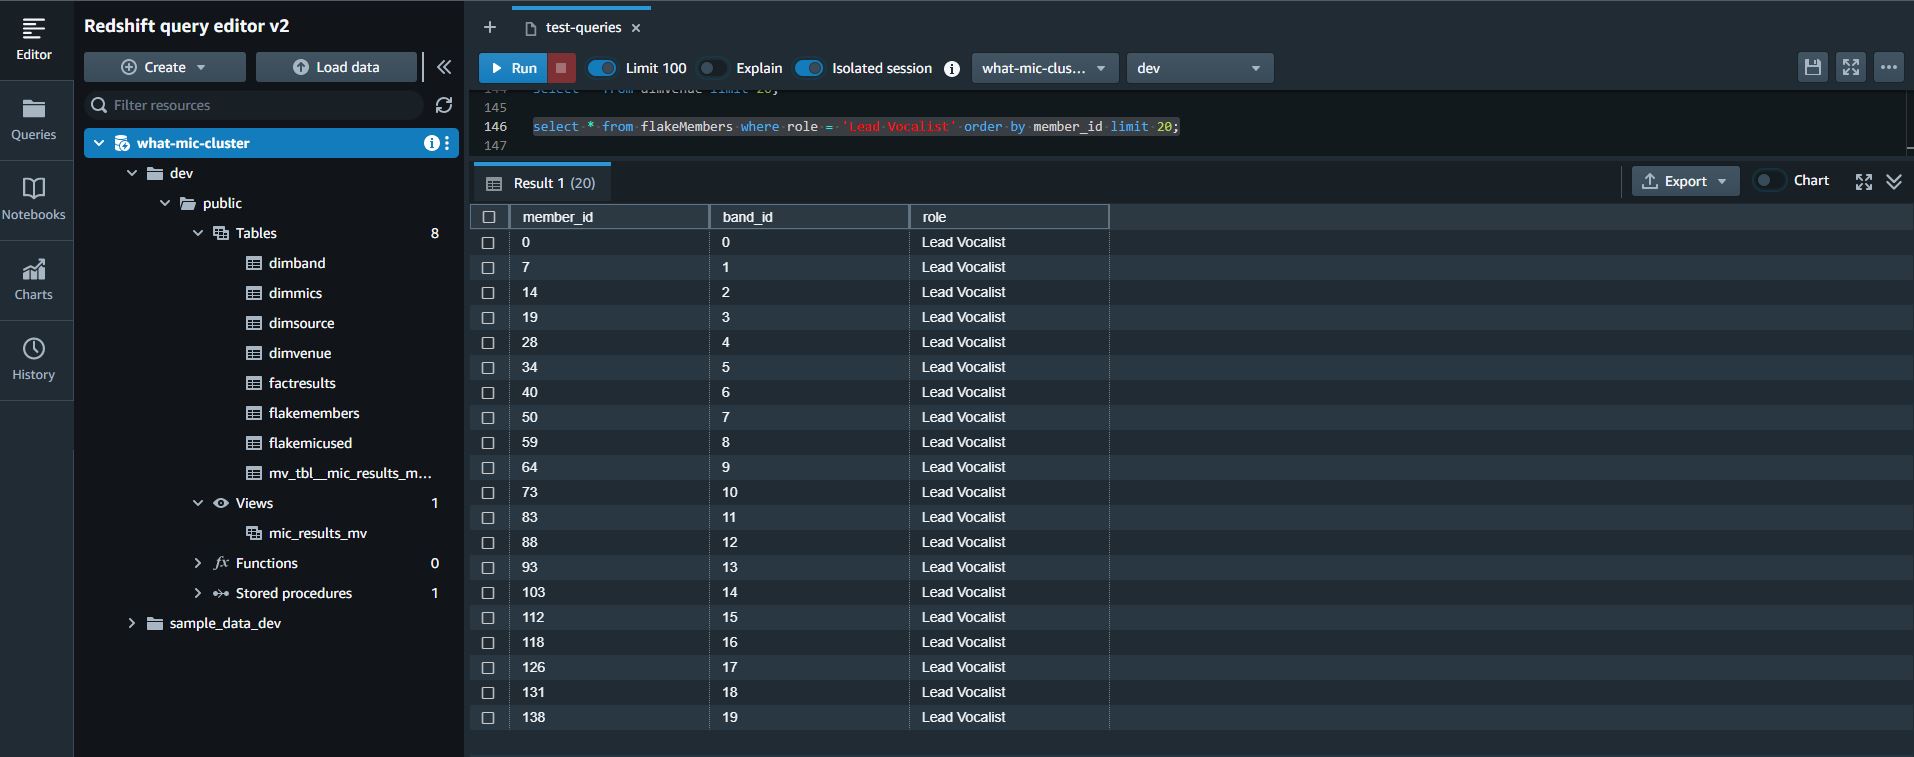 Editor
Queries
Notebooks
Charts
History
Redshift query editor v2
Create
Load data
Filter resources
what-mic-cluster
dev
public
Tables 8
dimband
dimmics
dimsource
dimvenue
factresults
flakemembers
flakemicused
mv_tbl__mic_results_m...
Views 1
mic_results_mv
fx Functions 0
Stored procedures 1
sample_data_dev
+ test-queries ×
Run Limit 100 Explain Isolated session what-mic-clus... dev
144 select * from dimvenue limit 20;
145
146 select * from flakeMembers where role = 'Lead Vocalist' order by member_id limit 20;
147
Result 1 (20) Export Chart
member_id band_id role
0 0 Lead Vocalist
7 1 Lead Vocalist
14 2 Lead Vocalist
19 3 Lead Vocalist
28 4 Lead Vocalist
34 5 Lead Vocalist
40 6 Lead Vocalist
50 7 Lead Vocalist
59 8 Lead Vocalist
64 9 Lead Vocalist
73 10 Lead Vocalist
83 11 Lead Vocalist
88 12 Lead Vocalist
93 13 Lead Vocalist
103 14 Lead Vocalist
112 15 Lead Vocalist
118 16 Lead Vocalist
126 17 Lead Vocalist
131 18 Lead Vocalist
138 19 Lead Vocalist